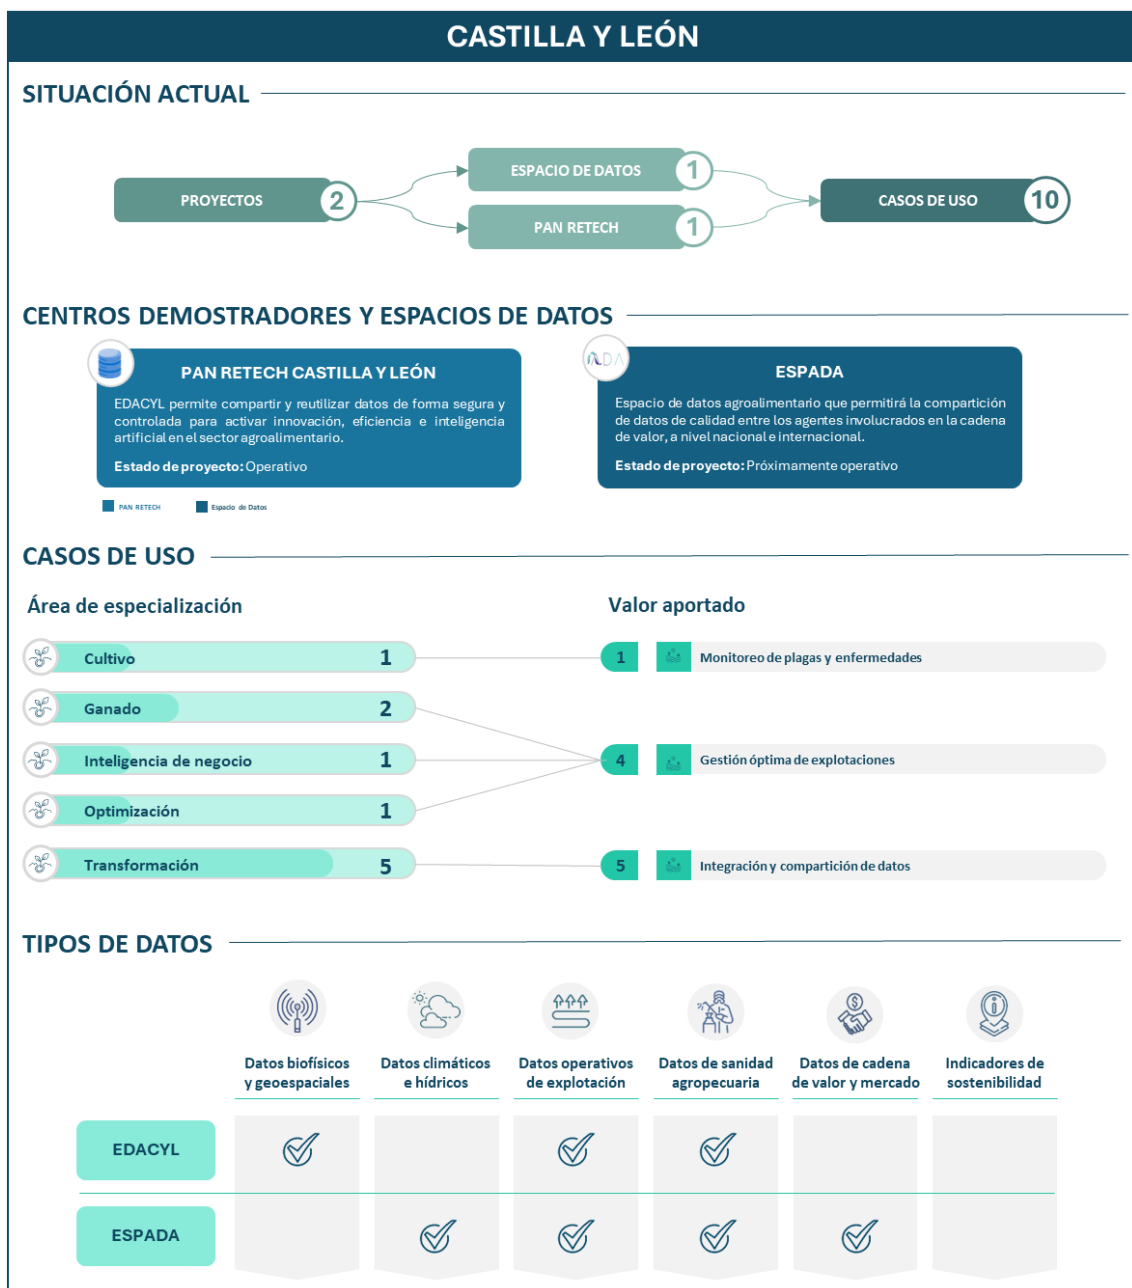 CASTILLA Y LEÓN
SITUACIÓN ACTUAL
PROYECTOS
2
ESPACIO DE DATOS
1
PAN RETECH
1
CASOS DE USO
10
CENTROS DEMOSTRADORES Y ESPACIOS DE DATOS
PAN RETECH CASTILLA Y LEÓN
EDACYL permite compartir y reutilizar datos de forma segura y
controlada para activar innovación, eficiencia e inteligencia
artificial en el sector agroalimentario.
Estado de proyecto: Operativo
ESPADA
Espacio de datos agroalimentario que permitirá la compartición
de datos de calidad entre los agentes involucrados en la cadena
de valor, a nivel nacional e internacional.
Estado de proyecto: Próximamente operativo
PAN RETECH
Espacio de Datos
CASOS DE USO
Área de especialización
Valor aportado
Cultivo 1
1 Monitoreo de plagas y enfermedades
Ganado 2
Inteligencia de negocio 1
4 Gestión óptima de explotaciones
Optimización 1
Transformación 5
5 Integración y compartición de datos
TIPOS DE DATOS
Datos biofísicos
y geoespaciales
Datos climáticos
e hídricos
Datos operativos
de explotación
Datos de sanidad
agropecuaria
Datos de cadena
de valor y mercado
Indicadores de
sostenibilidad
EDACYL
ESPADA